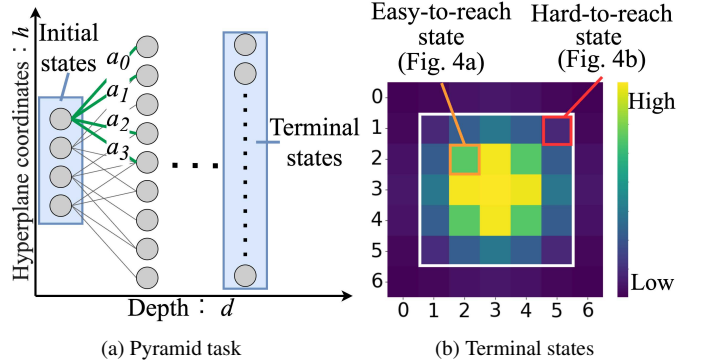 Hyperplane coordinates : h
Initial
states
a0
a1
a2
a3
Terminal
states
Depth : d
(a) Pyramid task
Easy-to-reach
state
(Fig. 4a)
Hard-to-reach
state
(Fig. 4b)
0
1
2
3
4
5
6
0 1 2 3 4 5 6
High
Low
(b) Terminal states